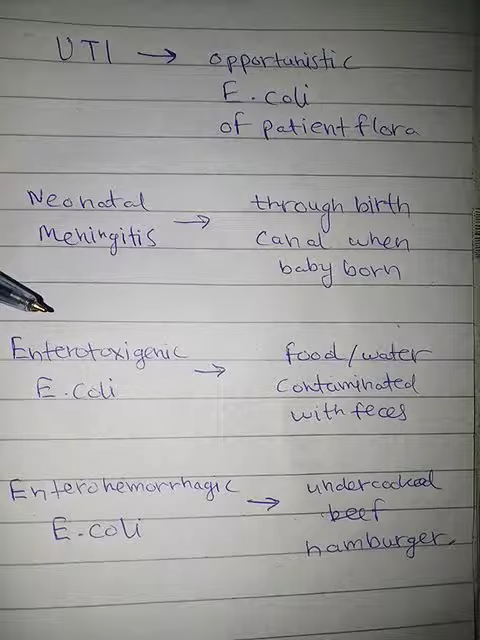 UTI → opportunistic
E. coli
of patient flora
Neonatal
Meningitis → through birth
canal when
baby born
Enterotoxigenic
E. coli → food/water
contaminated
with feces
Enterohemorrhagic
E. coli → undercooked
beef
hamburger.